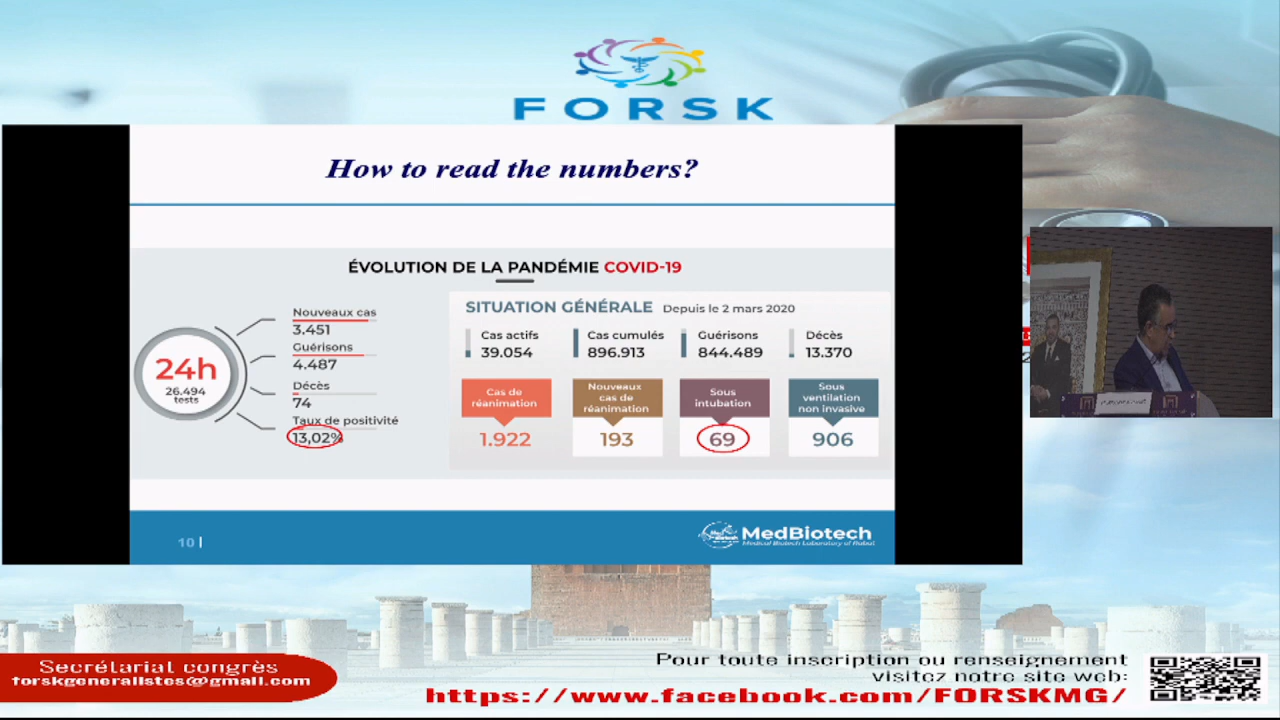 FORSK
How to read the numbers?
ÉVOLUTION DE LA PANDÉMIE COVID-19
24h
26.494
tests
Nouveaux cas
3.451
Guérisons
4.487
Décès
74
Taux de positivité
13,02%
SITUATION GÉNÉRALE Depuis le 2 mars 2020
Cas actifs
39.054
Cas cumulés
896.913
Guérisons
844.489
Décès
13.370
Cas de
réanimation
1.922
Nouveaux
cas de
réanimation
193
Sous
intubation
69
Sous
ventilation
non invasive
906
10 |
MedBiotech
Medical Biotech Laboratory of Rabat
Secrétarial congrès
forskgeneralistes@gmail.com
Pour toute inscription ou renseignement
visitez notre site web:
https://www.facebook.com/FORSKMG/